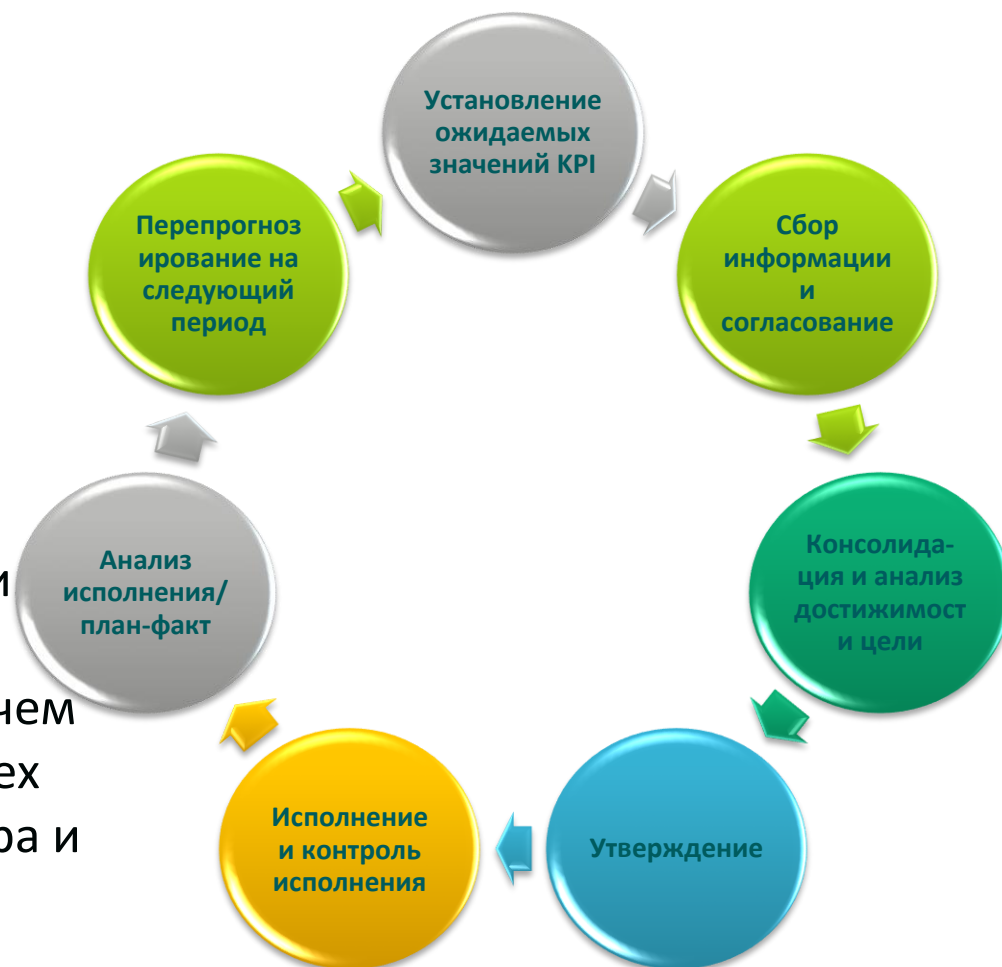 Установление
ожидаемых
значений KPI
Сбор
информации
и
согласование
Консолида-
ция и анализ
достижимост
и цели
Утверждение
Исполнение
и контроль
исполнения
Анализ
исполнения/
план-факт
Перепрогноз
ирование на
следующий
период
и
чем
ех
ра и